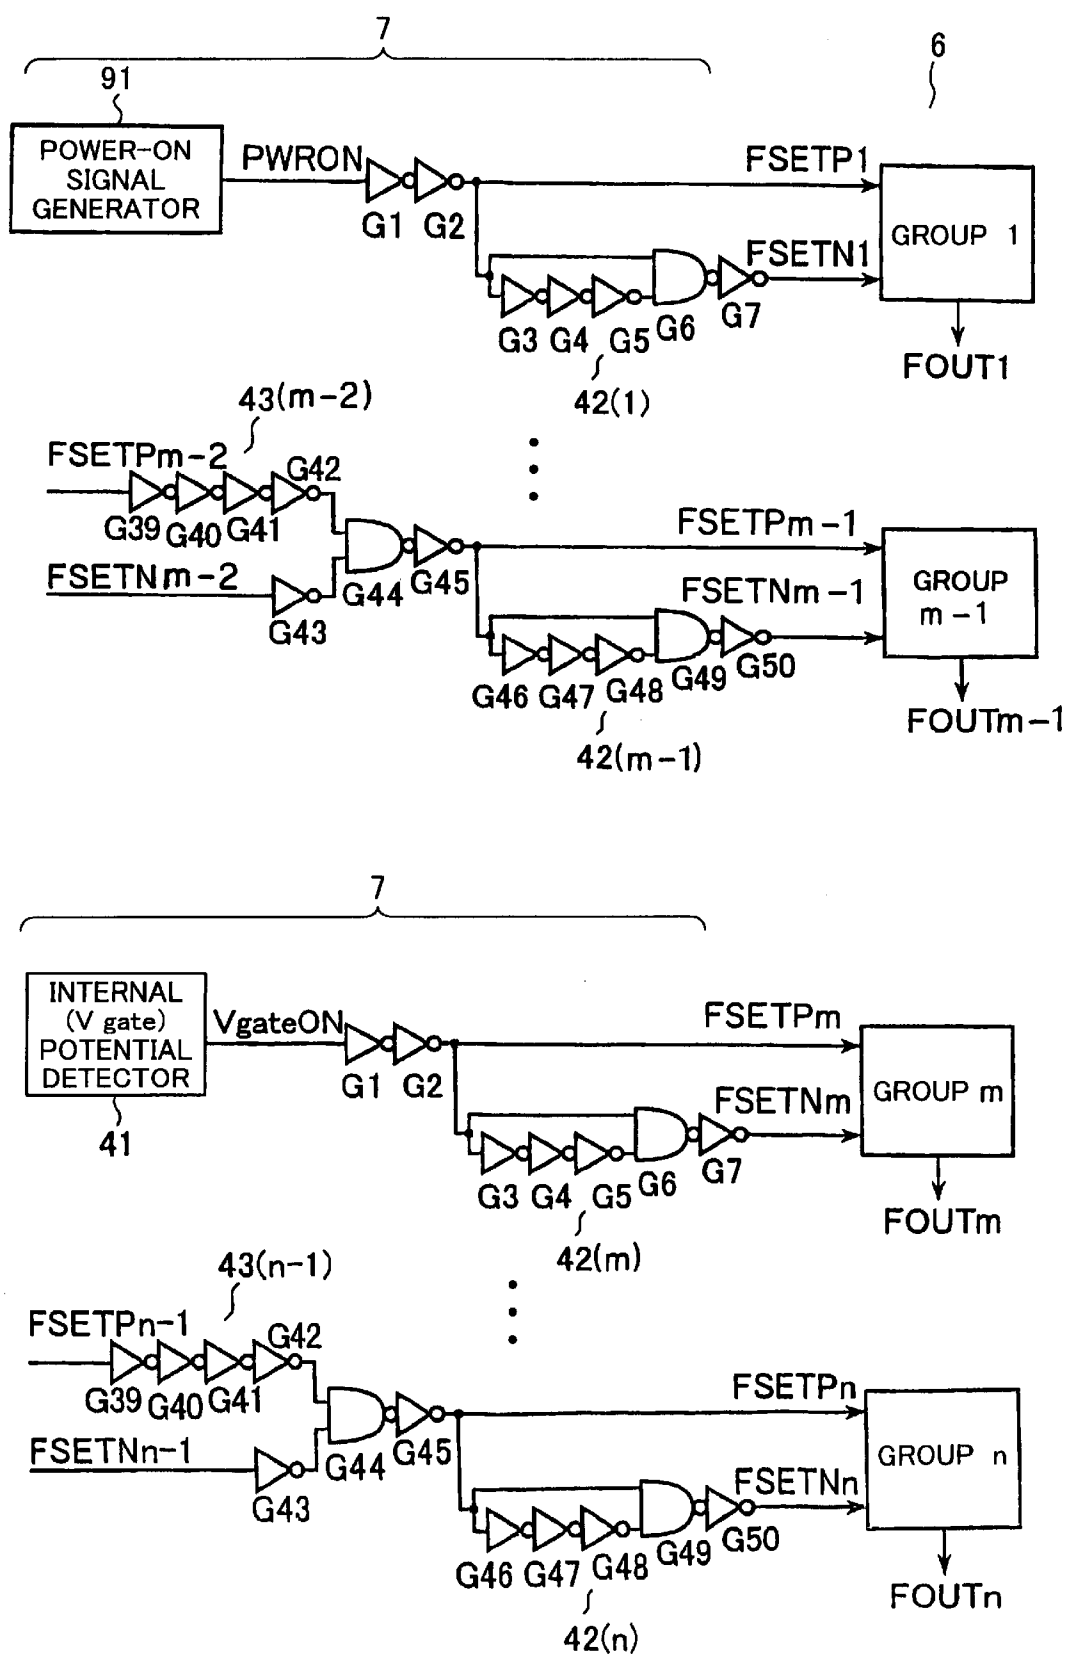 7
6
91
POWER-ON
SIGNAL
GENERATOR
PWRON
G1 G2
FSETP1
FSETN1
GROUP 1
G3 G4 G5 G6 G7
42(1)
FOUT1
43(m-2)
FSETPm-2
G39 G40 G41 G42
FSETNm-2
G43
G44 G45
FSETPm-1
FSETNm-1
GROUP
m-1
G46 G47 G48 G49 G50
42(m-1)
FOUTm-1
7
INTERNAL
(V gate)
POTENTIAL
DETECTOR
41
VgateON
G1 G2
FSETPm
FSETNm
GROUP m
G3 G4 G5 G6 G7
42(m)
FOUTm
43(n-1)
FSETPn-1
G39 G40 G41 G42
FSETNn-1
G43
G44 G45
FSETPn
FSETNn
GROUP n
G46 G47 G48 G49 G50
42(n)
FOUTn